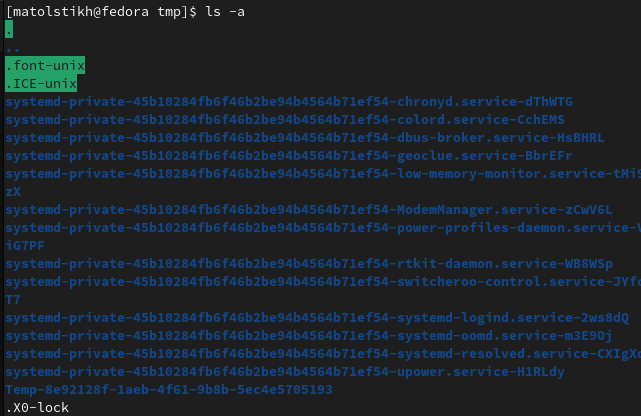 [matolstikh@fedora tmp]$ ls -a
.
..
.font-unix
.ICE-unix
systemd-private-45b10284fb6f46b2be94b4564b71ef54-chronyd.service-dThWTG
systemd-private-45b10284fb6f46b2be94b4564b71ef54-colord.service-CchEMS
systemd-private-45b10284fb6f46b2be94b4564b71ef54-dbus-broker.service-HsBHRL
systemd-private-45b10284fb6f46b2be94b4564b71ef54-geoclue.service-BbrEFr
systemd-private-45b10284fb6f46b2be94b4564b71ef54-low-memory-monitor.service-tMiS
zX
systemd-private-45b10284fb6f46b2be94b4564b71ef54-ModemManager.service-zCwV6L
systemd-private-45b10284fb6f46b2be94b4564b71ef54-power-profiles-daemon.service-V
iG7PF
systemd-private-45b10284fb6f46b2be94b4564b71ef54-rtkit-daemon.service-WB8WSp
systemd-private-45b10284fb6f46b2be94b4564b71ef54-switcheroo-control.service-JYfc
T7
systemd-private-45b10284fb6f46b2be94b4564b71ef54-systemd-logind.service-2ws8dQ
systemd-private-45b10284fb6f46b2be94b4564b71ef54-systemd-oomd.service-m3E9Oj
systemd-private-45b10284fb6f46b2be94b4564b71ef54-systemd-resolved.service-CXIgXc
systemd-private-45b10284fb6f46b2be94b4564b71ef54-upower.service-H1RLdy
Temp-8e92128f-1aeb-4f61-9b8b-5ec4e5705193
.X0-lock